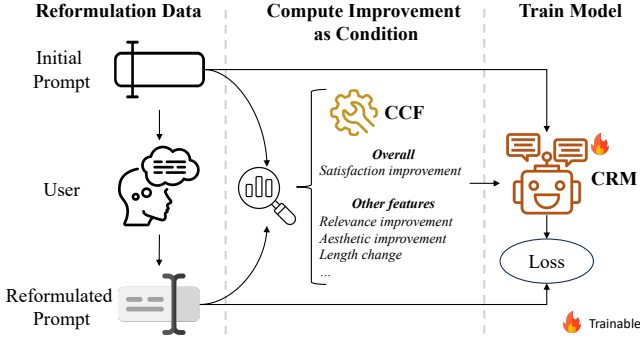 Reformulation Data
Compute Improvement
as Condition
Train Model
Initial
Prompt
User
Reformulated
Prompt
CCF
Overall
Satisfaction improvement
Other features
Relevance improvement
Aesthetic improvement
Length change
...
CRM
Loss
Trainable